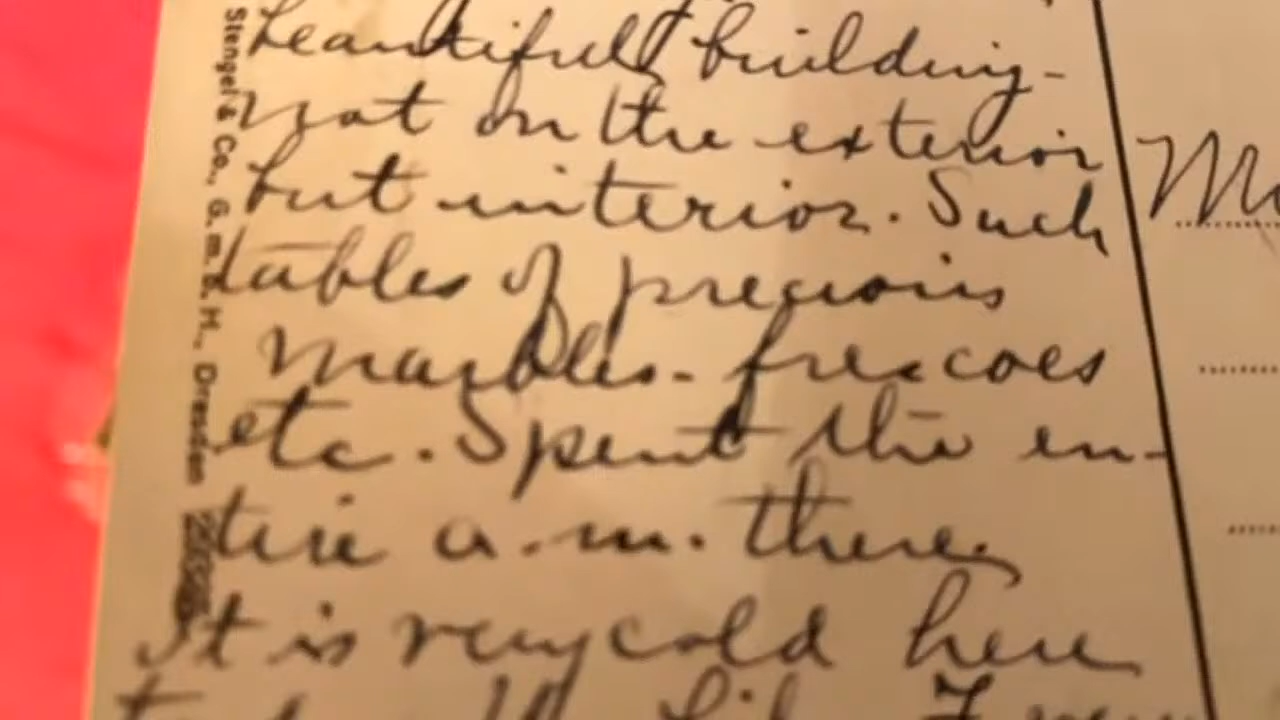 beautiful building-
not on the exterior
but interior. Such
tables of precious
marbles - frescoes
etc. Spent the en-
tire a.m. there.
It is very cold here
Stengel & Co., G.m.b.H., Dresden